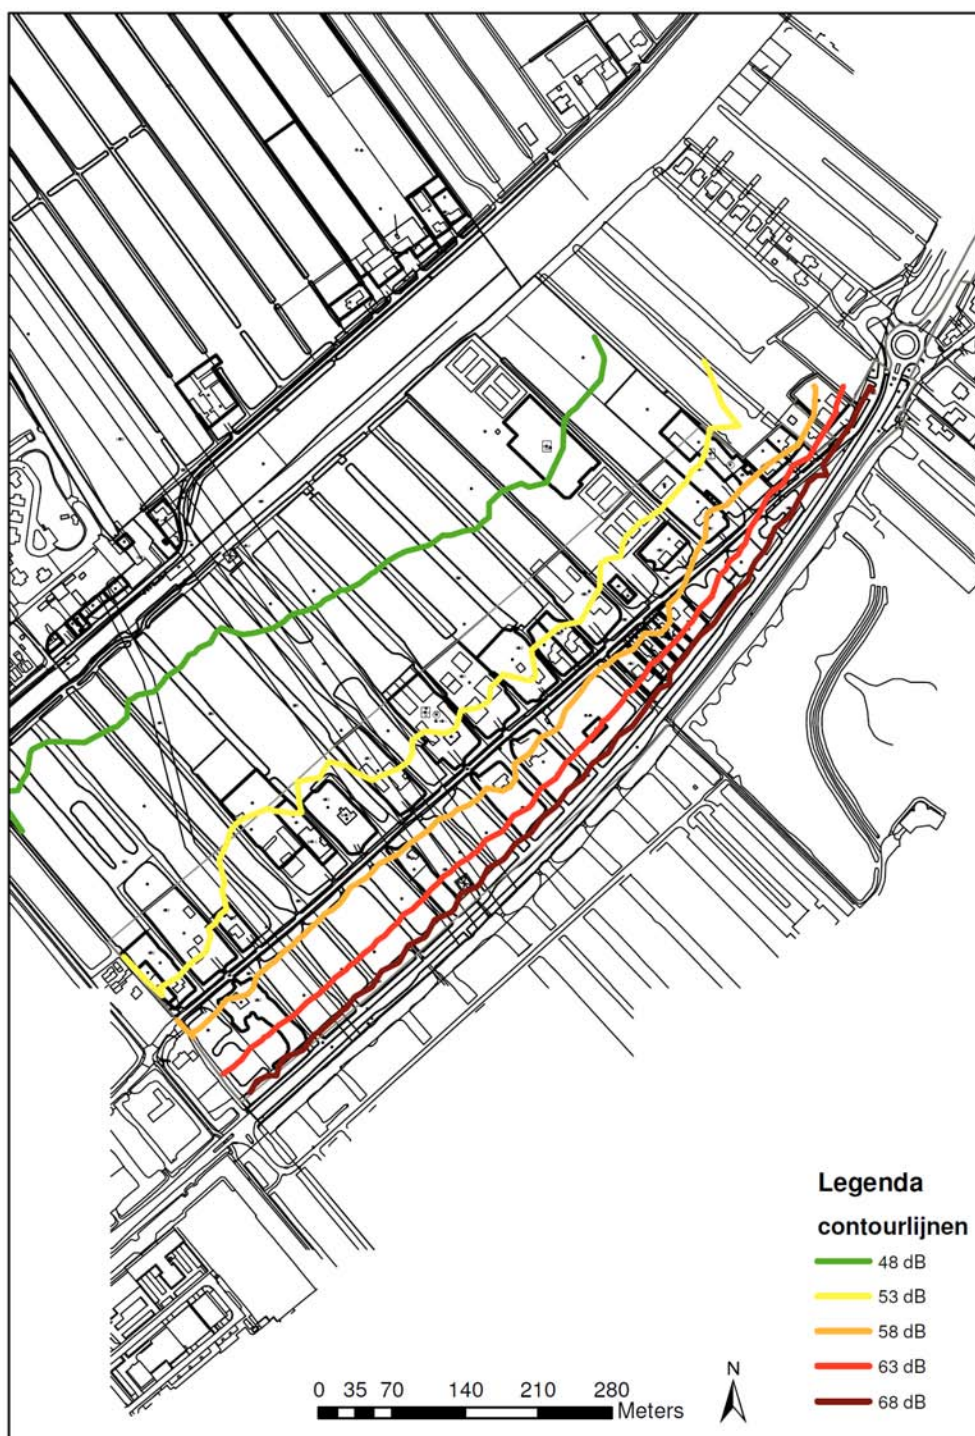 Legenda
contourlijnen
48 dB
53 dB
58 dB
63 dB
68 dB
N
0 35 70 140 210 280
Meters